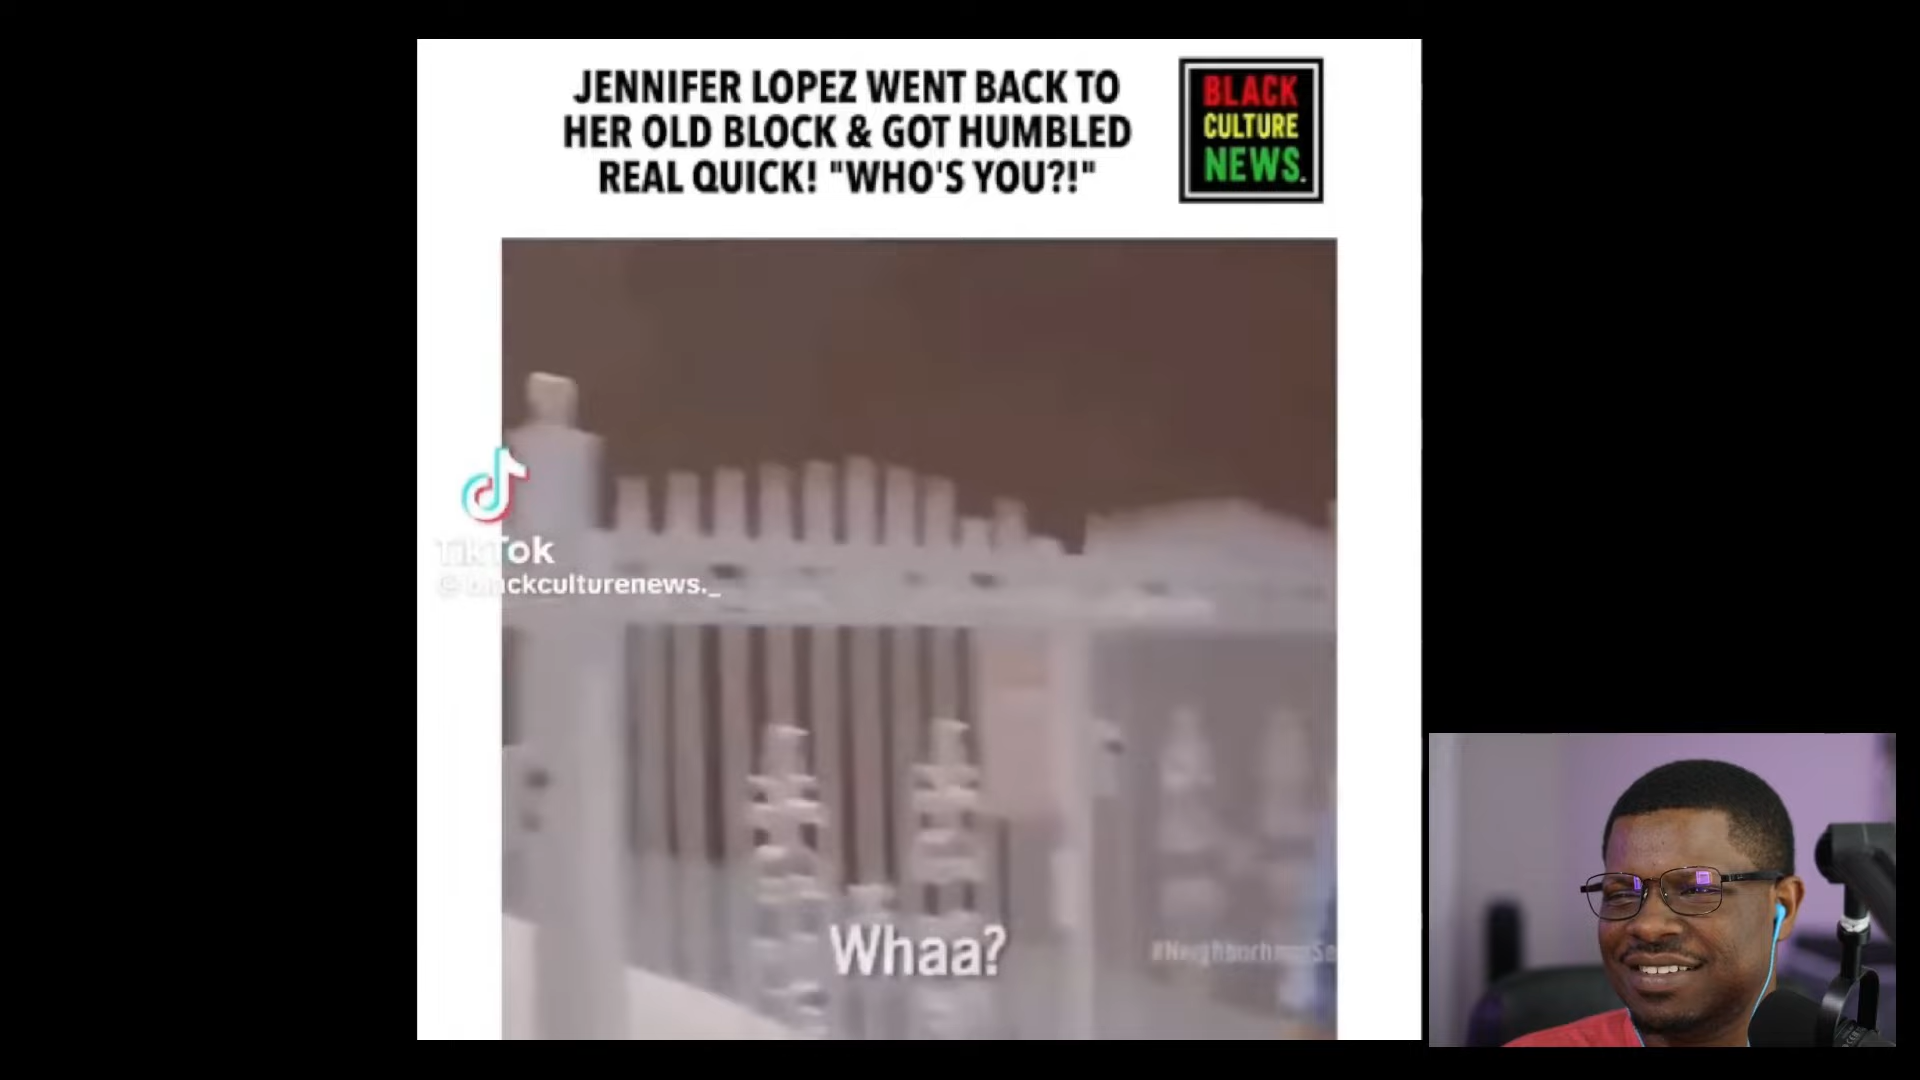 JENNIFER LOPEZ WENT BACK TO
HER OLD BLOCK & GOT HUMBLED
REAL QUICK! "WHO'S YOU?!"
BLACK
CULTURE
NEWS.
TikTok
@blackculturenews._
Whaa?